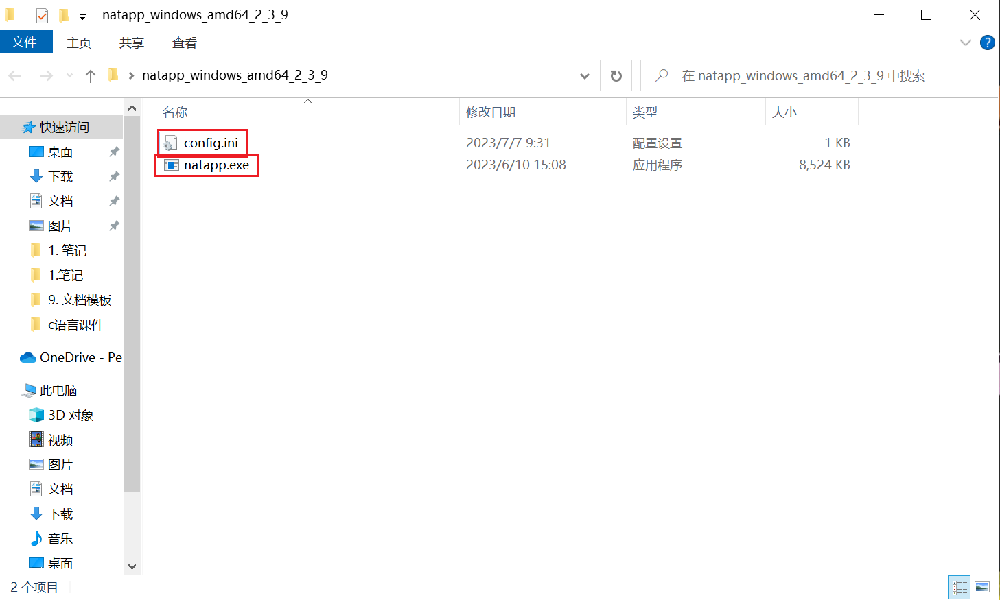 natapp_windows_amd64_2_3_9
文件 主页 共享 查看
natapp_windows_amd64_2_3_9
在 natapp_windows_amd64_2_3_9 中搜索
名称 修改日期 类型 大小
config.ini 2023/7/7 9:31 配置设置 1 KB
natapp.exe 2023/6/10 15:08 应用程序 8,524 KB
快速访问
桌面
下载
文档
图片
1. 笔记
1.笔记
9. 文档模板
c语言课件
OneDrive - Pe
此电脑
3D 对象
视频
图片
文档
下载
音乐
桌面
2 个项目